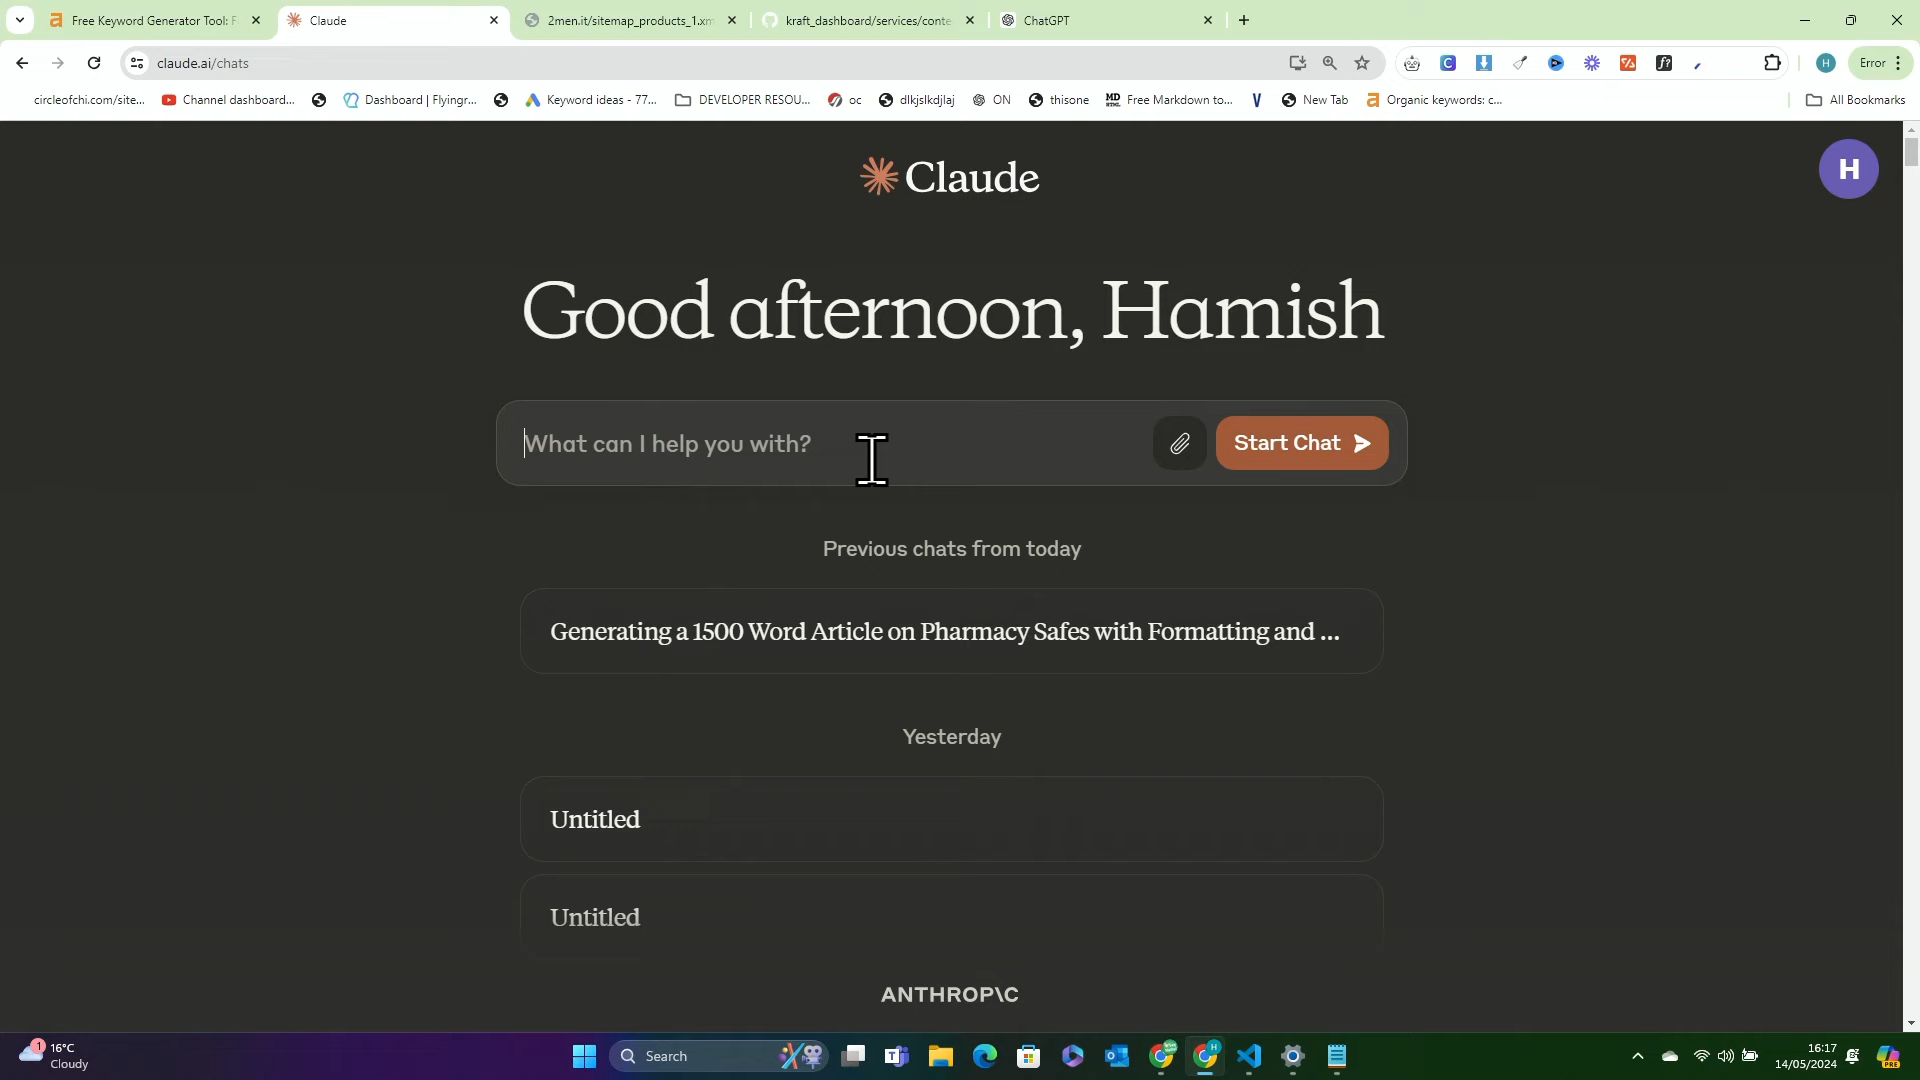 Free Keyword Generator Tool: F
Claude
2men.it/sitemap_products_1.xm
kraft_dashboard/services/conte
ChatGPT
claude.ai/chats
H
Error
circleofchi.com/site...
Channel dashboard...
Dashboard | Flyingr...
Keyword ideas - 77...
DEVELOPER RESOU...
oc
dlkjslkdjlaj
ON
thisone
Free Markdown to...
New Tab
Organic keywords: c...
All Bookmarks
Claude
H
Good afternoon, Hamish
What can I help you with?
Start Chat
Previous chats from today
Generating a 1500 Word Article on Pharmacy Safes with Formatting and ...
Yesterday
Untitled
Untitled
ANTHROP\C
1
16°C
Cloudy
Search
16:17
14/05/2024